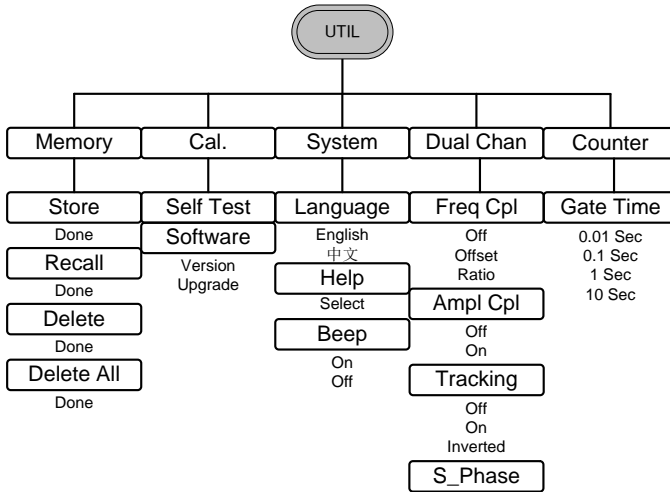 UTIL
Memory
Cal.
System
Dual Chan
Counter
Store
Done
Recall
Done
Delete
Done
Delete All
Done
Self Test
Software
Version
Upgrade
Language
English
中文
Help
Select
Beep
On
Off
Freq Cpl
Off
Offset
Ratio
Ampl Cpl
Off
On
Tracking
Off
On
Inverted
S_Phase
Gate Time
0.01 Sec
0.1 Sec
1 Sec
10 Sec